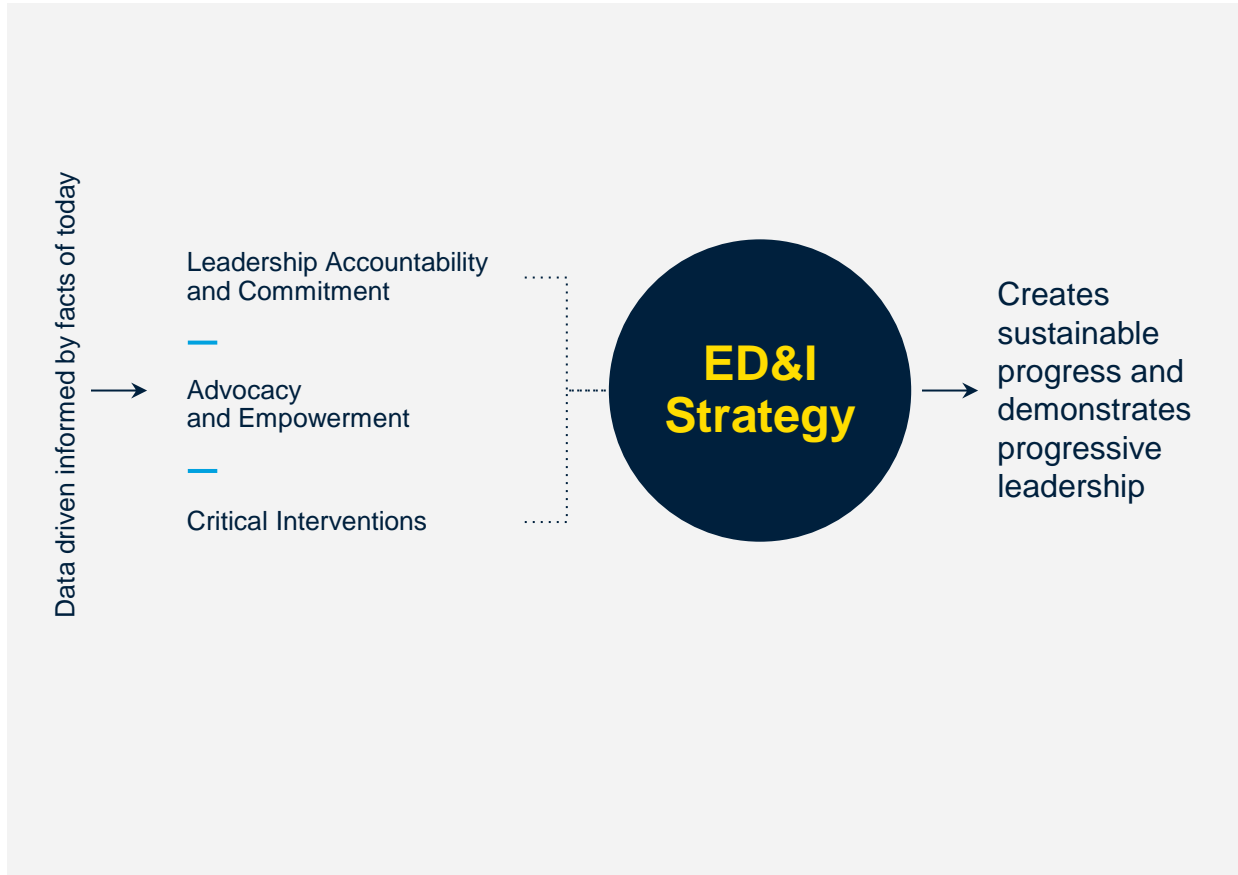 Data driven informed by facts of today
Leadership Accountability
and Commitment
Advocacy
and Empowerment
Critical Interventions
ED&I
Strategy
Creates
sustainable
progress and
demonstrates
progressive
leadership